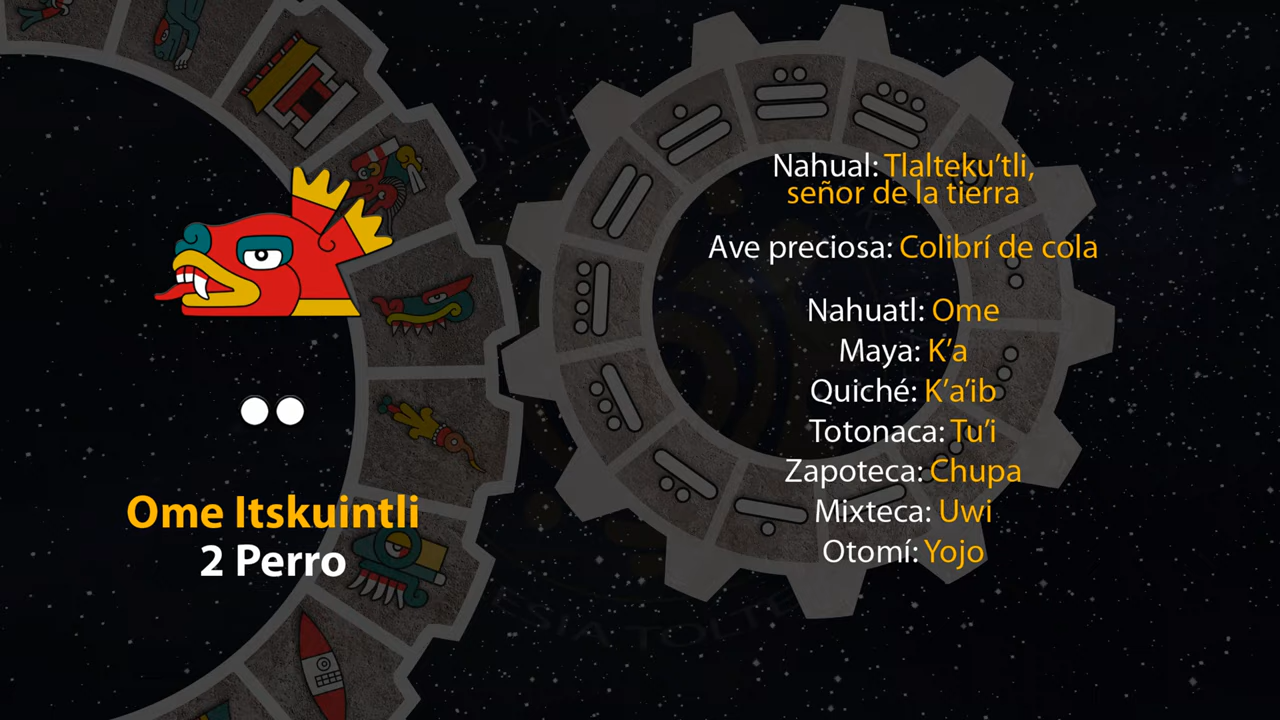 Nahual: Tlalteku’tli,
señor de la tierra
Ave preciosa: Colibrí de cola
Nahuatl: Ome
Maya: K’a
Quiché: K’a’ib
Totonaca: Tu’i
Zapoteca: Chupa
Mixteca: Uwi
Otomí: Yojo
Ome Itskuintli
2 Perro